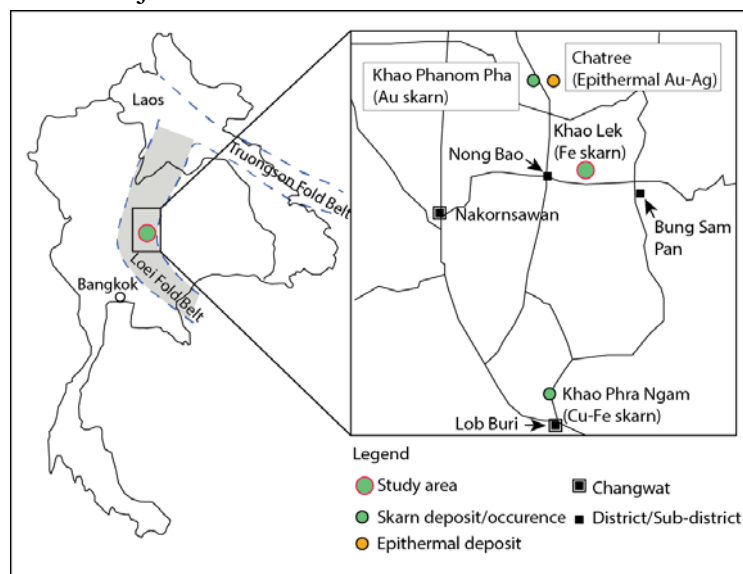 Laos
Truongson Fold Belt
Bangkok
Loei Fold Belt
Khao Phanom Pha
(Au skarn)
Chatree
(Epithermal Au-Ag)
Khao Lek
(Fe skarn)
Nong Bao
Nakornsawan
Bung Sam
Pan
Khao Phra Ngam
(Cu-Fe skarn)
Lob Buri
Legend
Study area
Changwat
Skarn deposit/occurence
District/Sub-district
Epithermal deposit